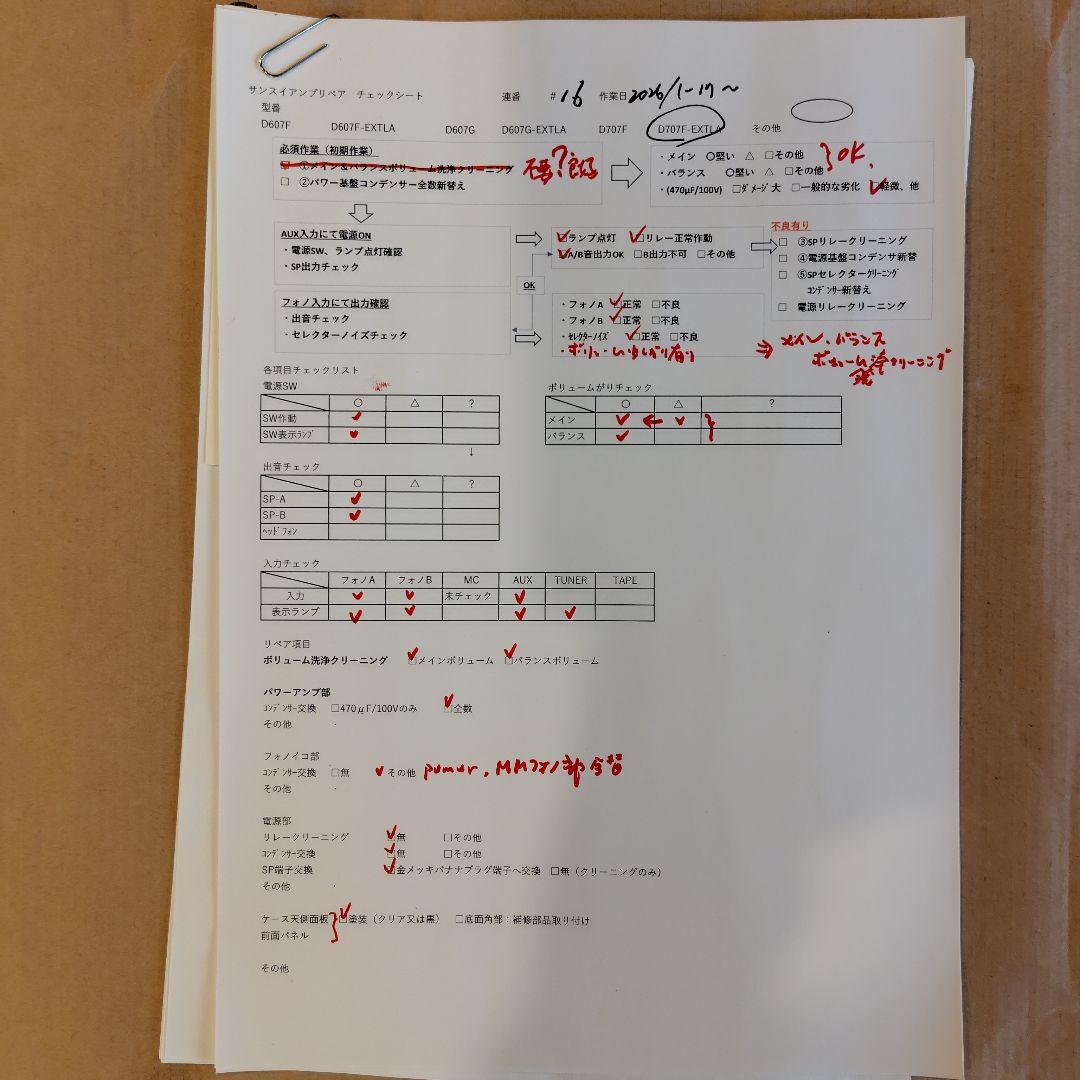 サンスイアンプリペア チェックシート 連番 #16 作業日 2026/1-17~
型番
D607F D607F-EXTLA D607G D607G-EXTLA D707F D707F-EXTLA その他
必須作業（初期作業）
☑ ①メイン＆バランスボリューム洗浄クリーニング
不要？良好
□ ②パワー基盤コンデンサー全数新替え
・メイン ○堅い △ □その他
・バランス ○堅い △ □その他
}OK.
・(470μF/100V) □ダメージ大 □一般的な劣化 ☑軽微、他
AUX入力にて電源ON
・電源SW、ランプ点灯確認
・SP出力チェック
☑ランプ点灯 ☑リレー正常作動
☑A/B音出力OK □B出力不可 □その他
不良有り
□ ③SPリレークリーニング
□ ④電源基盤コンデンサ新替
□ ⑤SPセレクタークリーニング
コンデンサー新替え
□ 電源リレークリーニング
OK
フォノ入力にて出力確認
・出音チェック
・セレクターノイズチェック
・フォノA ☑正常 □不良
・フォノB ☑正常 □不良
・セレクターノイズ ☑正常 □不良
有り
⇒ メイン、バランス
クリーニング
各項目チェックリスト
電源SW
○ △ ?
SW作動 ✓
SW表示ランプ ✓
↓
ボリュームがりチェック
○ △ ?
メイン ✓ ← ✓
バランス ✓
出音チェック
○ △ ?
SP-A ✓
SP-B ✓
ヘッドフォン
入力チェック
フォノA フォノB MC AUX TUNER TAPE
入力 ✓ ✓ 未チェック ✓
表示ランプ ✓ ✓ ✓ ✓
リペア項目
ボリューム洗浄クリーニング ☑メインボリューム ☑バランスボリューム
パワーアンプ部
コンデンサー交換 □470μF/100Vのみ ☑全数
その他 ・
フォノイコ部
コンデンサー交換 □無 ✓その他 MMフォノ部全替
その他 ・
電源部
リレークリーニング ☑無 □その他
コンデンサー交換 ☑無 □その他
SP端子交換 ☑金メッキバナナプラグ端子へ交換 □無（クリーニングのみ）
その他 ・
ケース天側面板 ☑塗装（クリア又は黒） □底面角部：補修部品取り付け
前面パネル
その他